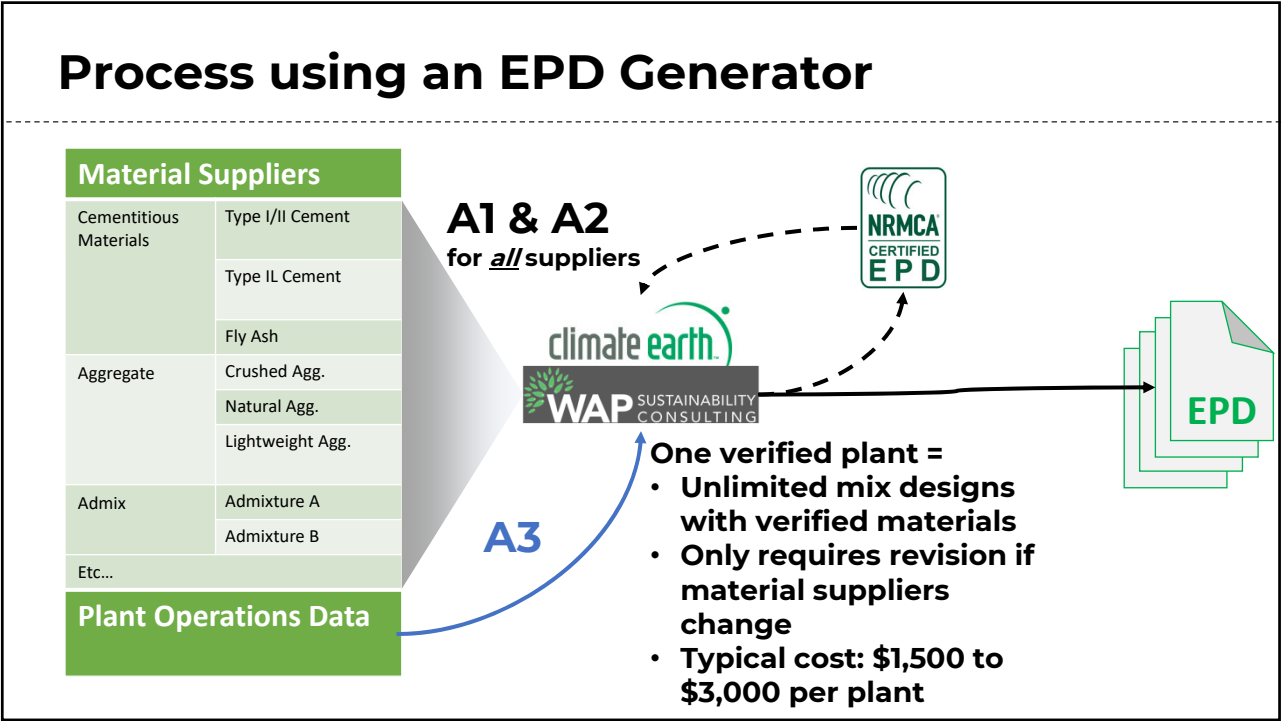 Process using an EPD Generator
Material Suppliers
Cementitious
Materials
Type I/II Cement
Type IL Cement
Fly Ash
Aggregate
Crushed Agg.
Natural Agg.
Lightweight Agg.
Admix
Admixture A
Admixture B
Etc…
Plant Operations Data
A1 & A2
for all suppliers
A3
climate earth™
WAP SUSTAINABILITY
CONSULTING
NRMCA
CERTIFIED
EPD
EPD
One verified plant =
• Unlimited mix designs
with verified materials
• Only requires revision if
material suppliers
change
• Typical cost: $1,500 to
$3,000 per plant